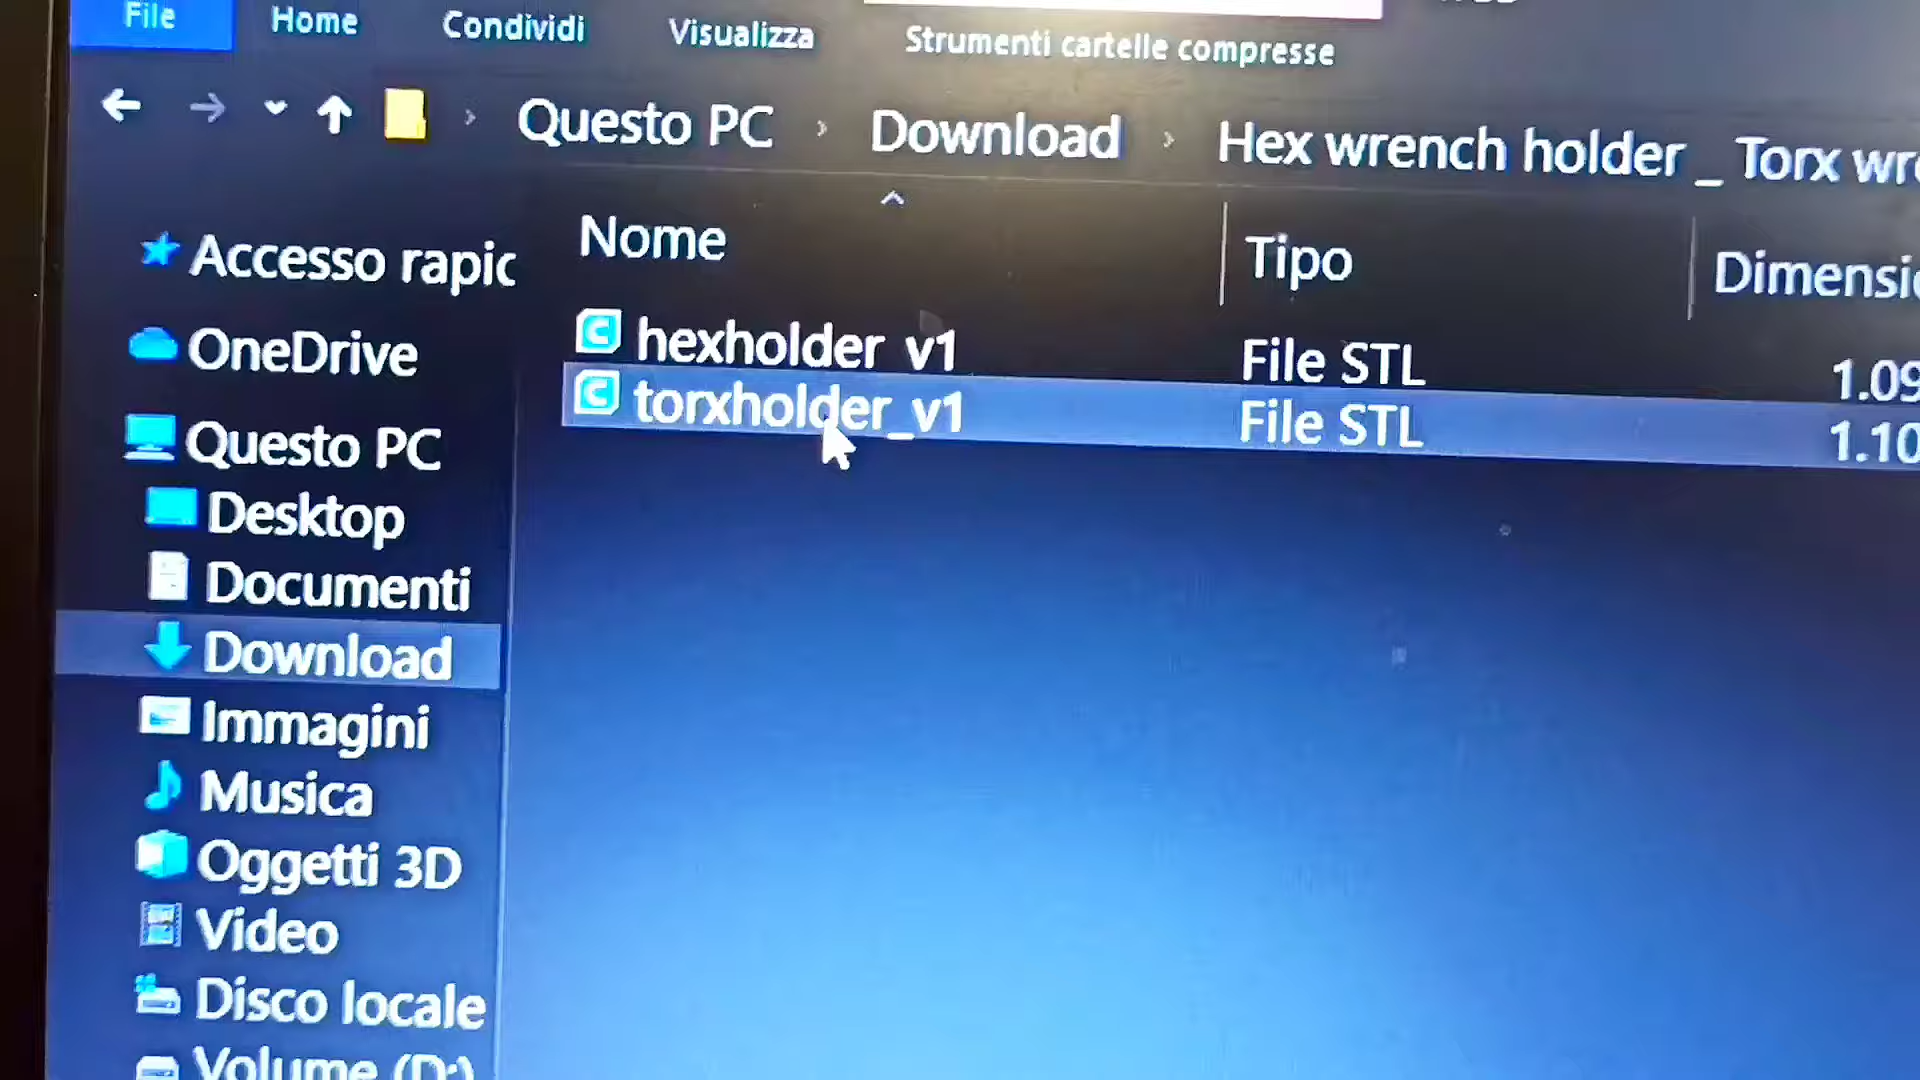 File Home Condividi Visualizza Strumenti cartelle compresse
Questo PC › Download › Hex wrench holder _ Torx
Nome Tipo
hexholder_v1 File STL 1.09
torxholder_v1 File STL 1.10
Accesso rapic
OneDrive
Questo PC
Desktop
Documenti
Download
Immagini
Musica
Oggetti 3D
Video
Disco locale
Volume (D:)